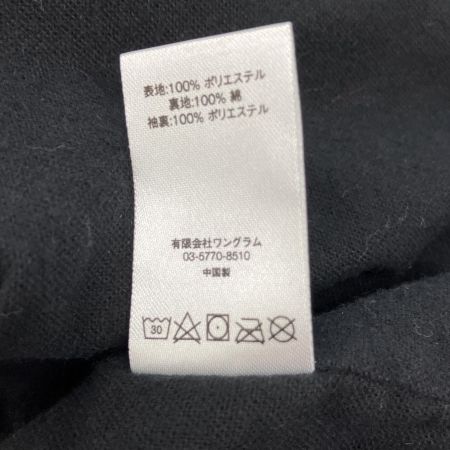 表地:100% ポリエステル
裏地:100% 綿
袖裏:100% ポリエステル
有限会社ワングラム
03-5770-8510
中国製
30